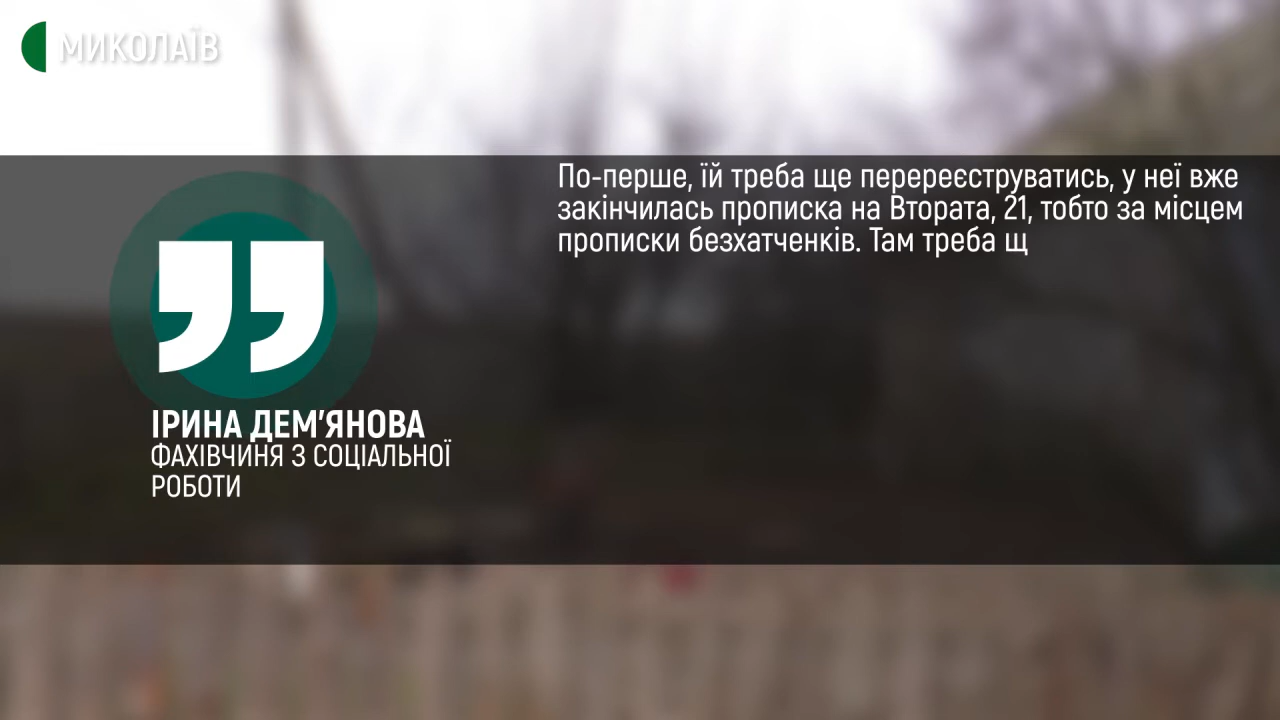 МИКОЛАЇВ
По-перше, їй треба ще перереєструватись, у неї вже
закінчилась прописка на Втората, 21, тобто за місцем
прописки безхатченків. Там треба щ
ІРИНА ДЕМ'ЯНОВА
ФАХІВЧИНЯ З СОЦІАЛЬНОЇ
РОБОТИ